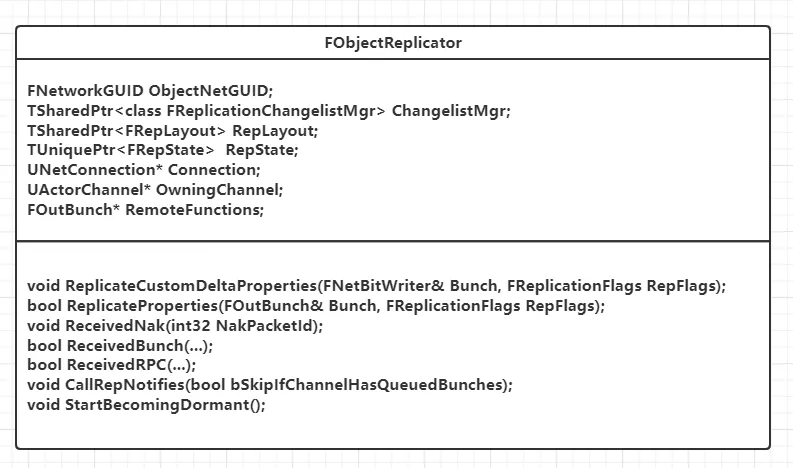 FObjectReplicator
FNetworkGUID ObjectNetGUID;
TSharedPtr<class FReplicationChangelistMgr> ChangelistMgr;
TSharedPtr<FRepLayout> RepLayout;
TUniquePtr<FRepState>  RepState;
UNetConnection* Connection;
UActorChannel* OwningChannel;
FOutBunch* RemoteFunctions;
void ReplicateCustomDeltaProperties(FNetBitWriter& Bunch, FReplicationFlags RepFlags);
bool ReplicateProperties(FOutBunch& Bunch, FReplicationFlags RepFlags);
void ReceivedNak(int32 NakPacketId);
bool ReceivedBunch(...);
bool ReceivedRPC(...);
void CallRepNotifies(bool bSkipIfChannelHasQueuedBunches);
void StartBecomingDormant();